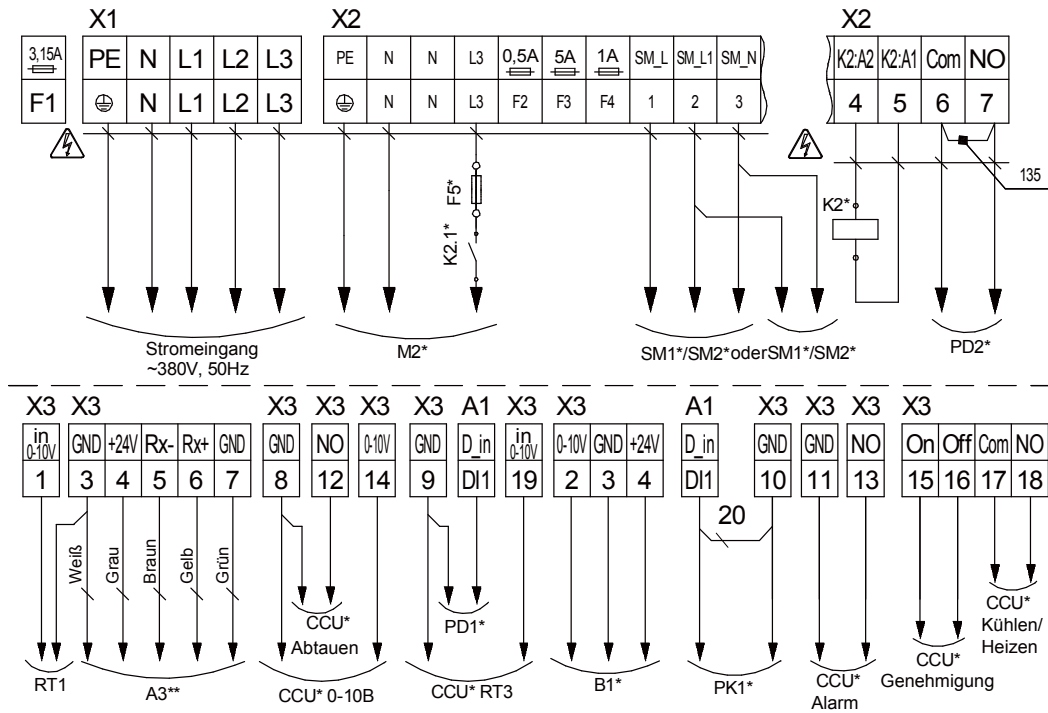 X1 X2 X2
3,15A PE N L1 L2 L3 PE N N L3 0,5A 5A 1A SM_L SM_L1 SM_N K2:A2 K2:A1 Com NO
F1 N L1 L2 L3 N N L3 F2 F3 F4 1 2 3 4 5 6 7
135
F5*
K2*
K2.1*
Stromeingang
~380V, 50Hz
M2*
SM1*/SM2*oderSM1*/SM2*
PD2*
X3 X3 X3 X3 X3 X3 A1 X3 X3 A1 X3 X3 X3 X3
in 0-10V GND +24V Rx- Rx+ GND GND NO 0-10V GND D_in in 0-10V 0-10V GND +24V D_in GND GND NO On Off Com NO
1 3 4 5 6 7 8 12 14 9 DI1 19 2 3 4 DI1 10 11 13 15 16 17 18
20
Weiß
Grau
Braun
Gelb
Grün
CCU*
Abtauen
PD1*
CCU*
Kühlen/
Heizen
RT1
A3**
CCU* 0-10B
CCU* RT3
B1*
PK1*
CCU*
Alarm
CCU*
Genehmigung